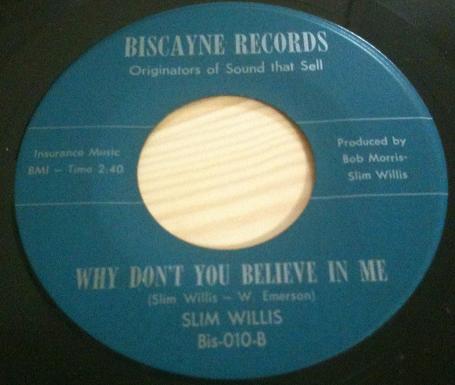 BISCAYNE RECORDS
Originators of Sound that Sell
Insurance Music
BMI - Time 2:40
Produced by
Bob Morris-
Slim Willis
WHY DON'T YOU BELIEVE IN ME
(Slim Willis - W. Emerson)
SLIM WILLIS
Bis-010-B